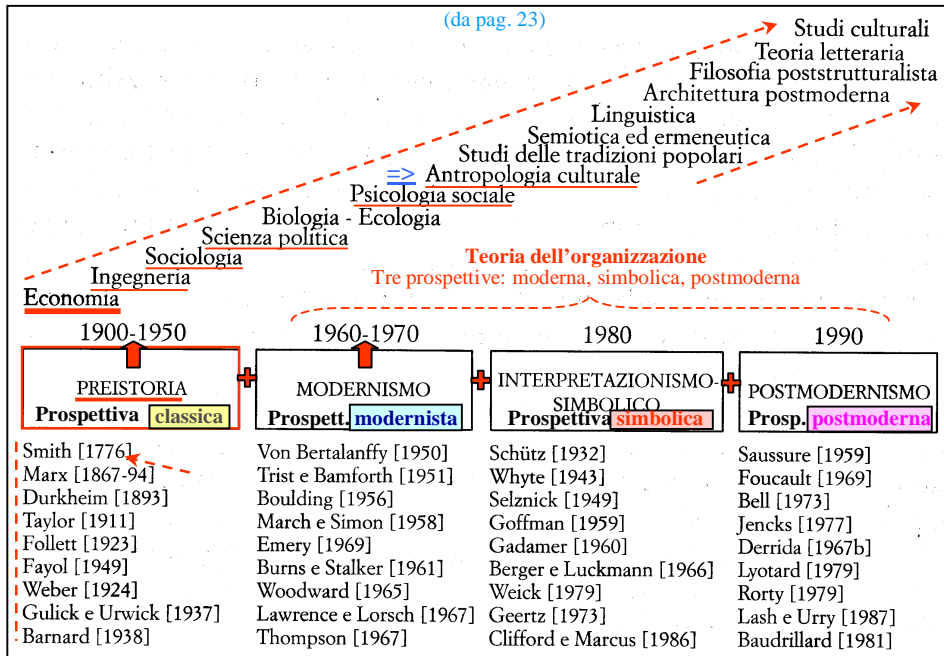 (da pag. 23)
Studi culturali
Teoria letteraria
Filosofia poststrutturalista
Architettura postmoderna
Linguistica
Semiotica ed ermeneutica
Studi delle tradizioni popolari
=> Antropologia culturale
Psicologia sociale
Biologia - Ecologia
Scienza politica
Sociologia
Ingegneria
Economia
Teoria dell'organizzazione
Tre prospettive: moderna, simbolica, postmoderna
1900-1950
PREISTORIA
Prospettiva classica
Smith [1776]
Marx [1867-94]
Durkheim [1893]
Taylor [1911]
Follett [1923]
Fayol [1949]
Weber [1924]
Gulick e Urwick [1937]
Barnard [1938]
1960-1970
MODERNISMO
Prospett. modernista
Von Bertalanffy [1950]
Trist e Bamforth [1951]
Boulding [1956]
March e Simon [1958]
Emery [1969]
Burns e Stalker [1961]
Woodward [1965]
Lawrence e Lorsch [1967]
Thompson [1967]
1980
INTERPRETAZIONISMO-
SIMBOLICO
Prospettiva simbolica
Schütz [1932]
Whyte [1943]
Selznick [1949]
Goffman [1959]
Gadamer [1960]
Berger e Luckmann [1966]
Weick [1979]
Geertz [1973]
Clifford e Marcus [1986]
1990
POSTMODERNISMO
Prosp. postmoderna
Saussure [1959]
Foucault [1969]
Bell [1973]
Jencks [1977]
Derrida [1967b]
Lyotard [1979]
Rorty [1979]
Lash e Urry [1987]
Baudrillard [1981]